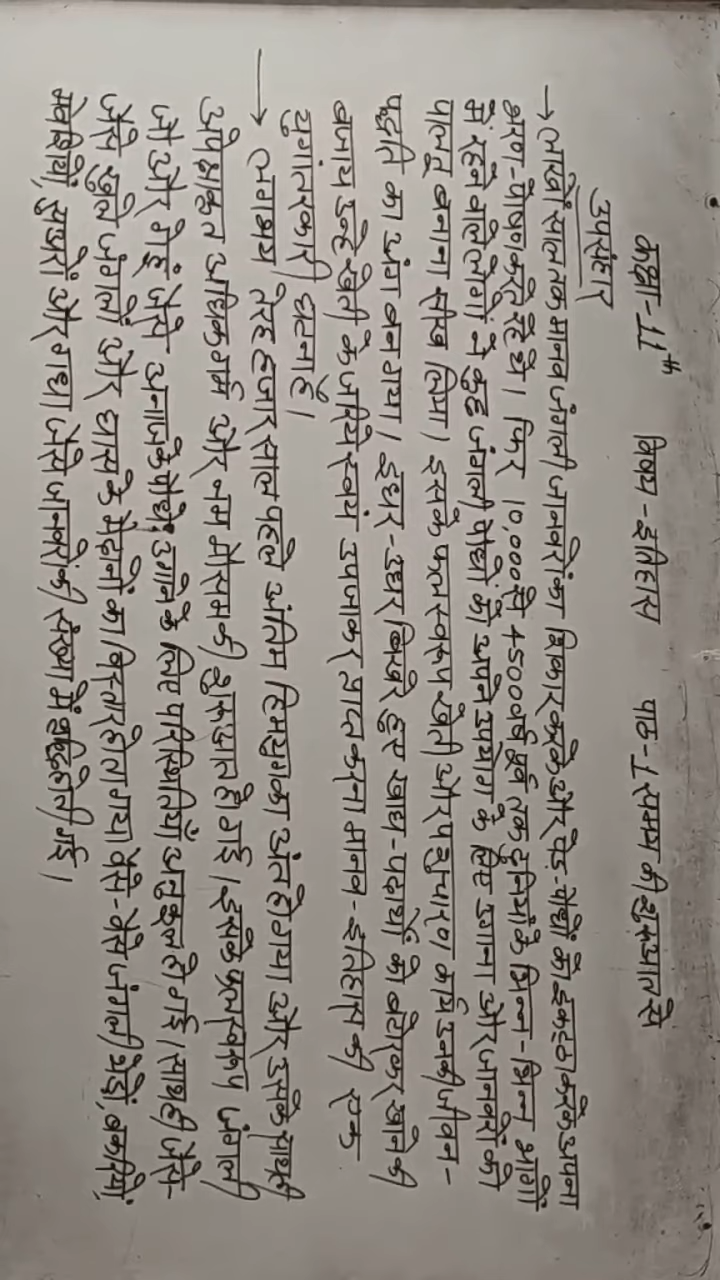 कक्षा-11th विषय-इतिहास पाठ-1 समय की शुरूआत से
उपसंहार
→ लाखों साल तक मानव जंगली जानवरों का शिकार करके और पेड़-पौधों को इकट्ठा करके अपना
भरण-पोषण करते रहे थे। फिर 10,000 से 4500 वर्ष पूर्व तक दुनियाँ के भिन्न-भिन्न भागों
में रहने वाले लोगों ने कुछ जंगली पौधों को अपने उपयोग के लिए उगाना और जानवरों को
पालतू बनाना सीख लिया। इसके फलस्वरूप खेती और पशुचारण कार्य उनकी जीवन-
पद्धति का अंग बन गया। इधर-उधर बिखरे हुए खाद्य-पदार्थों को बटोकर खाने की
बजाय उन्हे खेती के जरिये स्वयं उपजाकर प्राप्त करना मानव-इतिहास की एक
युगांतरकारी घटना है।
→ लगभग तेरह हजार साल पहले अंतिम हिमयुग का अंत हो गया और उसके साथ ही
अपेक्षाकृत अधिक गर्म और नम मौसम की शुरूआत हो गई। इसके फलस्वरूप जंगली
जौ और गेहूं जैसे अनाज के पौधे उगाने के लिए परिस्थितियाँ अनुकूल हो गई। साथ ही जैसे-
जैसे खुले जंगलों और घास के मैदानों का विस्तार होता गया वैसे-वैसे जंगली भेड़ों, बकरियों,
मवेशियों, सुअरों और गधा जैसे जानवरों की संख्या में वृद्धि होती गई।